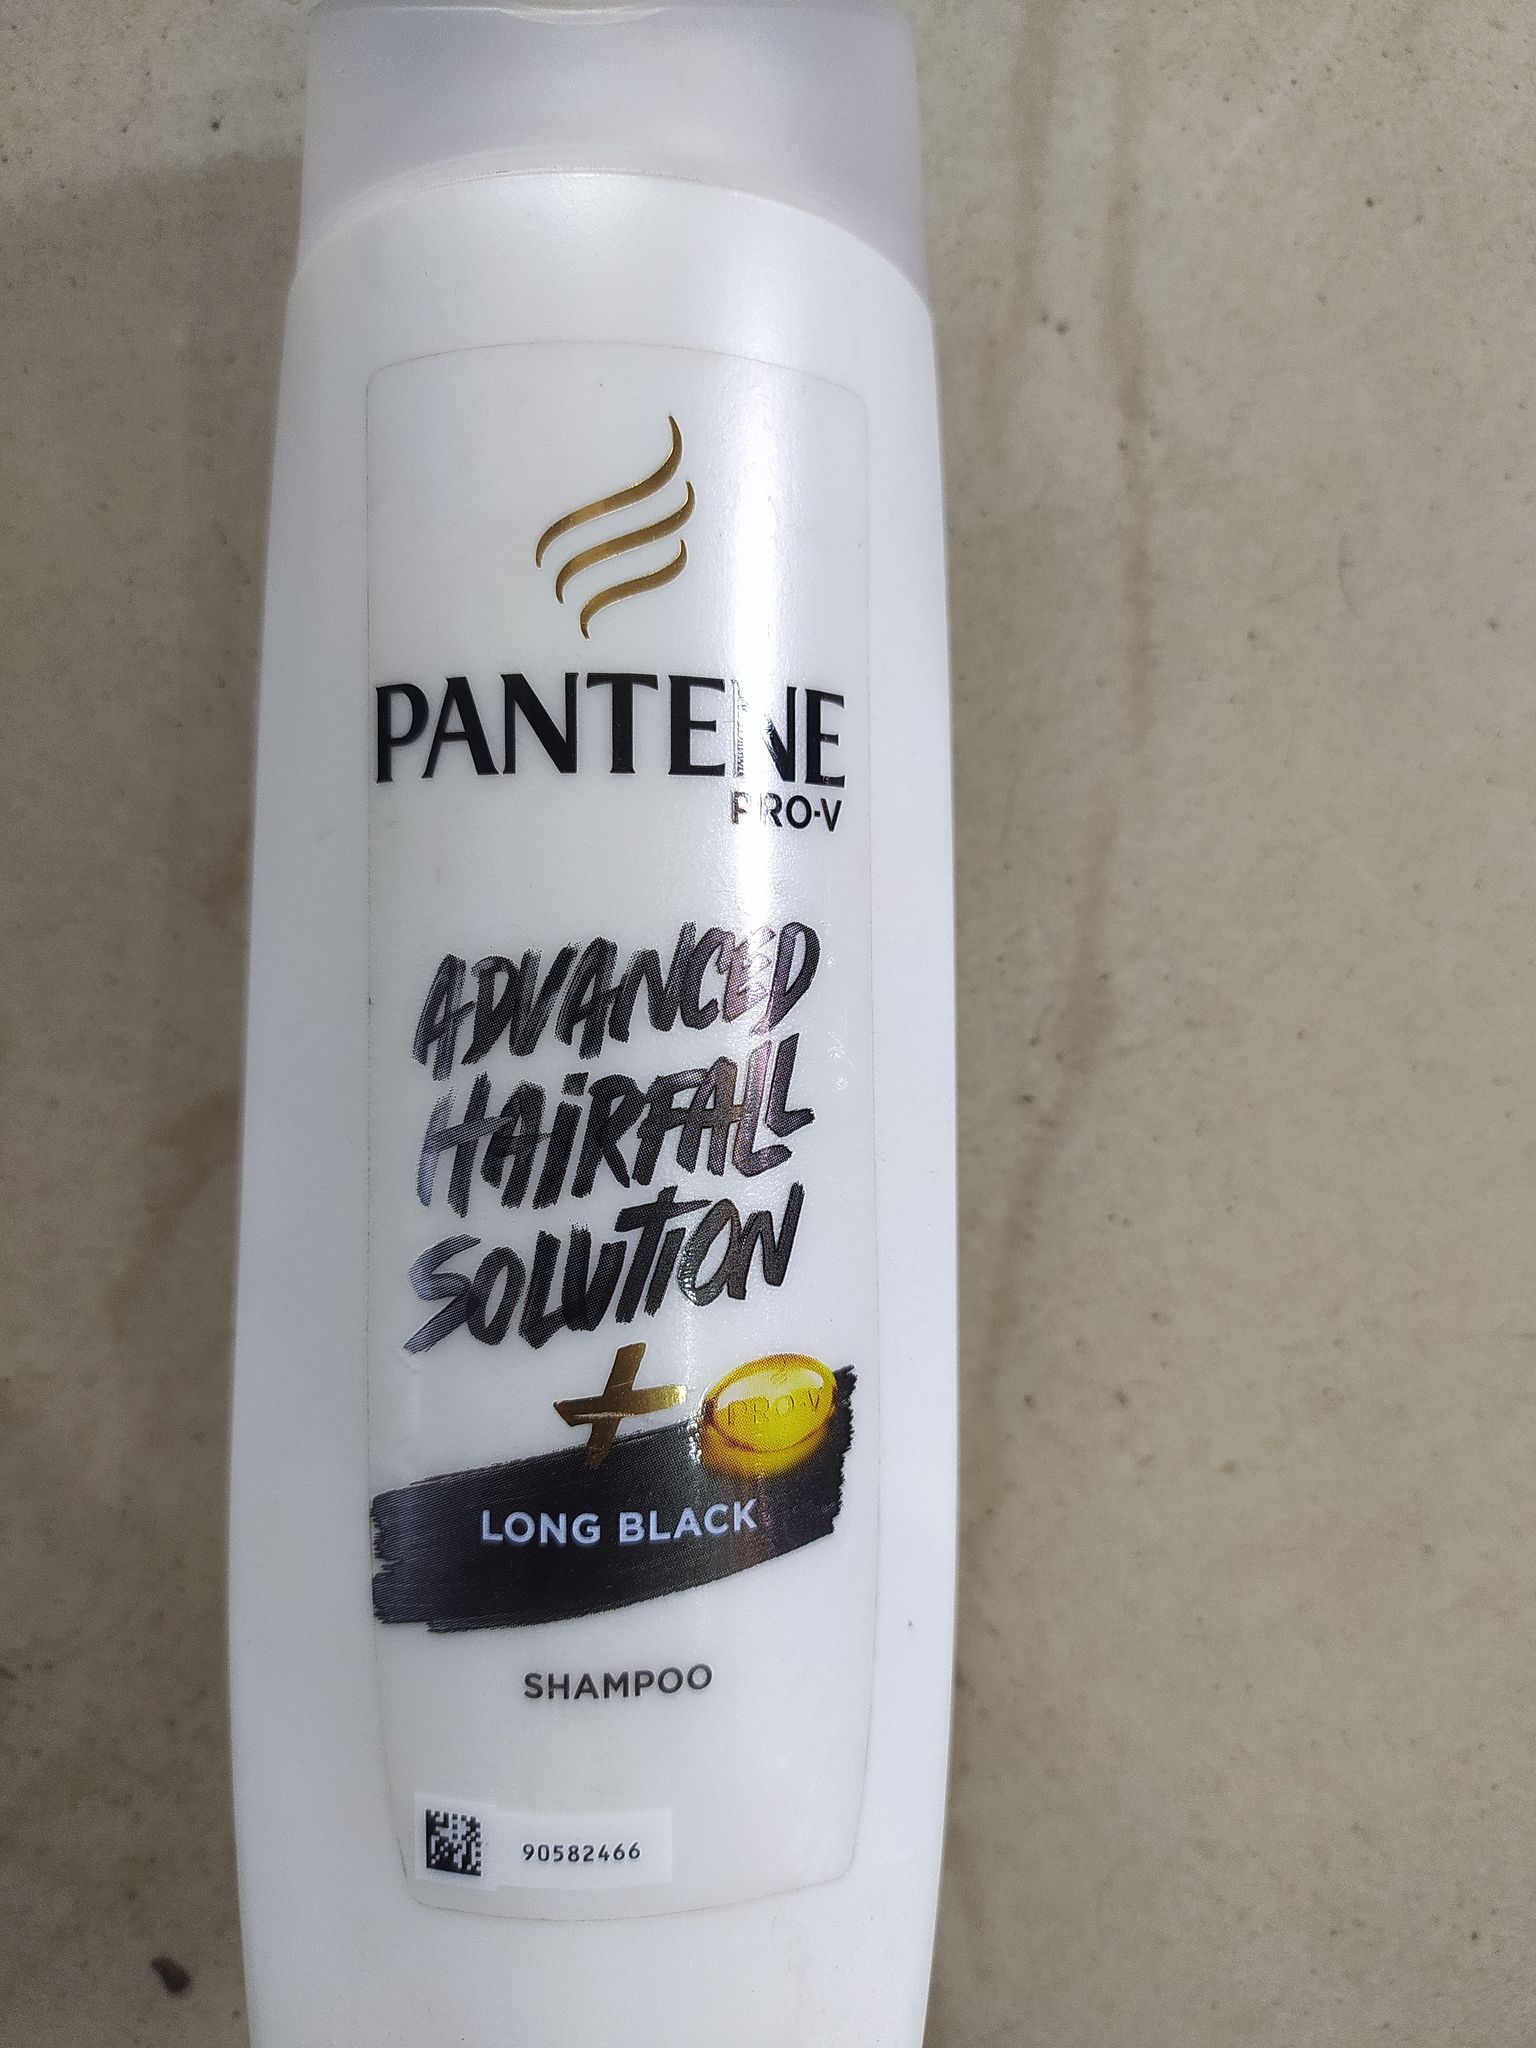 PANTENE
PRO-V
ADVANCED
HAIRFALL
SOLUTION
+
PRO-V
LONG BLACK
SHAMPOO
90582466